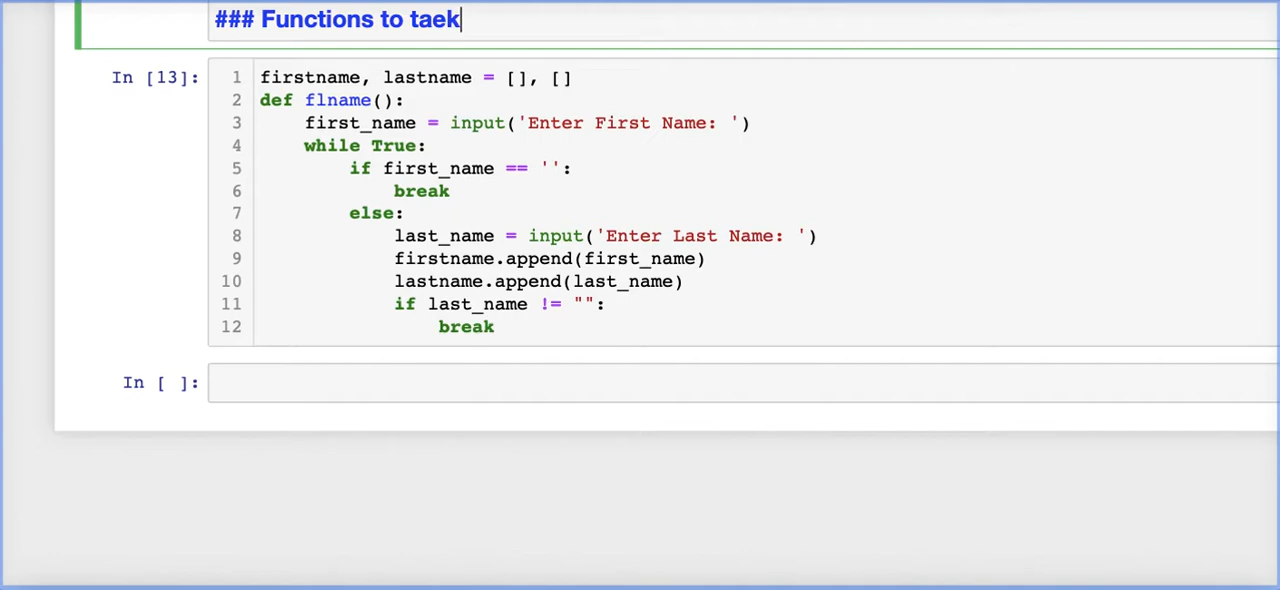 ### Functions to taek
In [13]:
1 firstname, lastname = [], []
2 def flname():
3     first_name = input('Enter First Name: ')
4     while True:
5         if first_name == '':
6             break
7         else:
8             last_name = input('Enter Last Name: ')
9             firstname.append(first_name)
10             lastname.append(last_name)
11             if last_name != "":
12                 break
In [ ]: